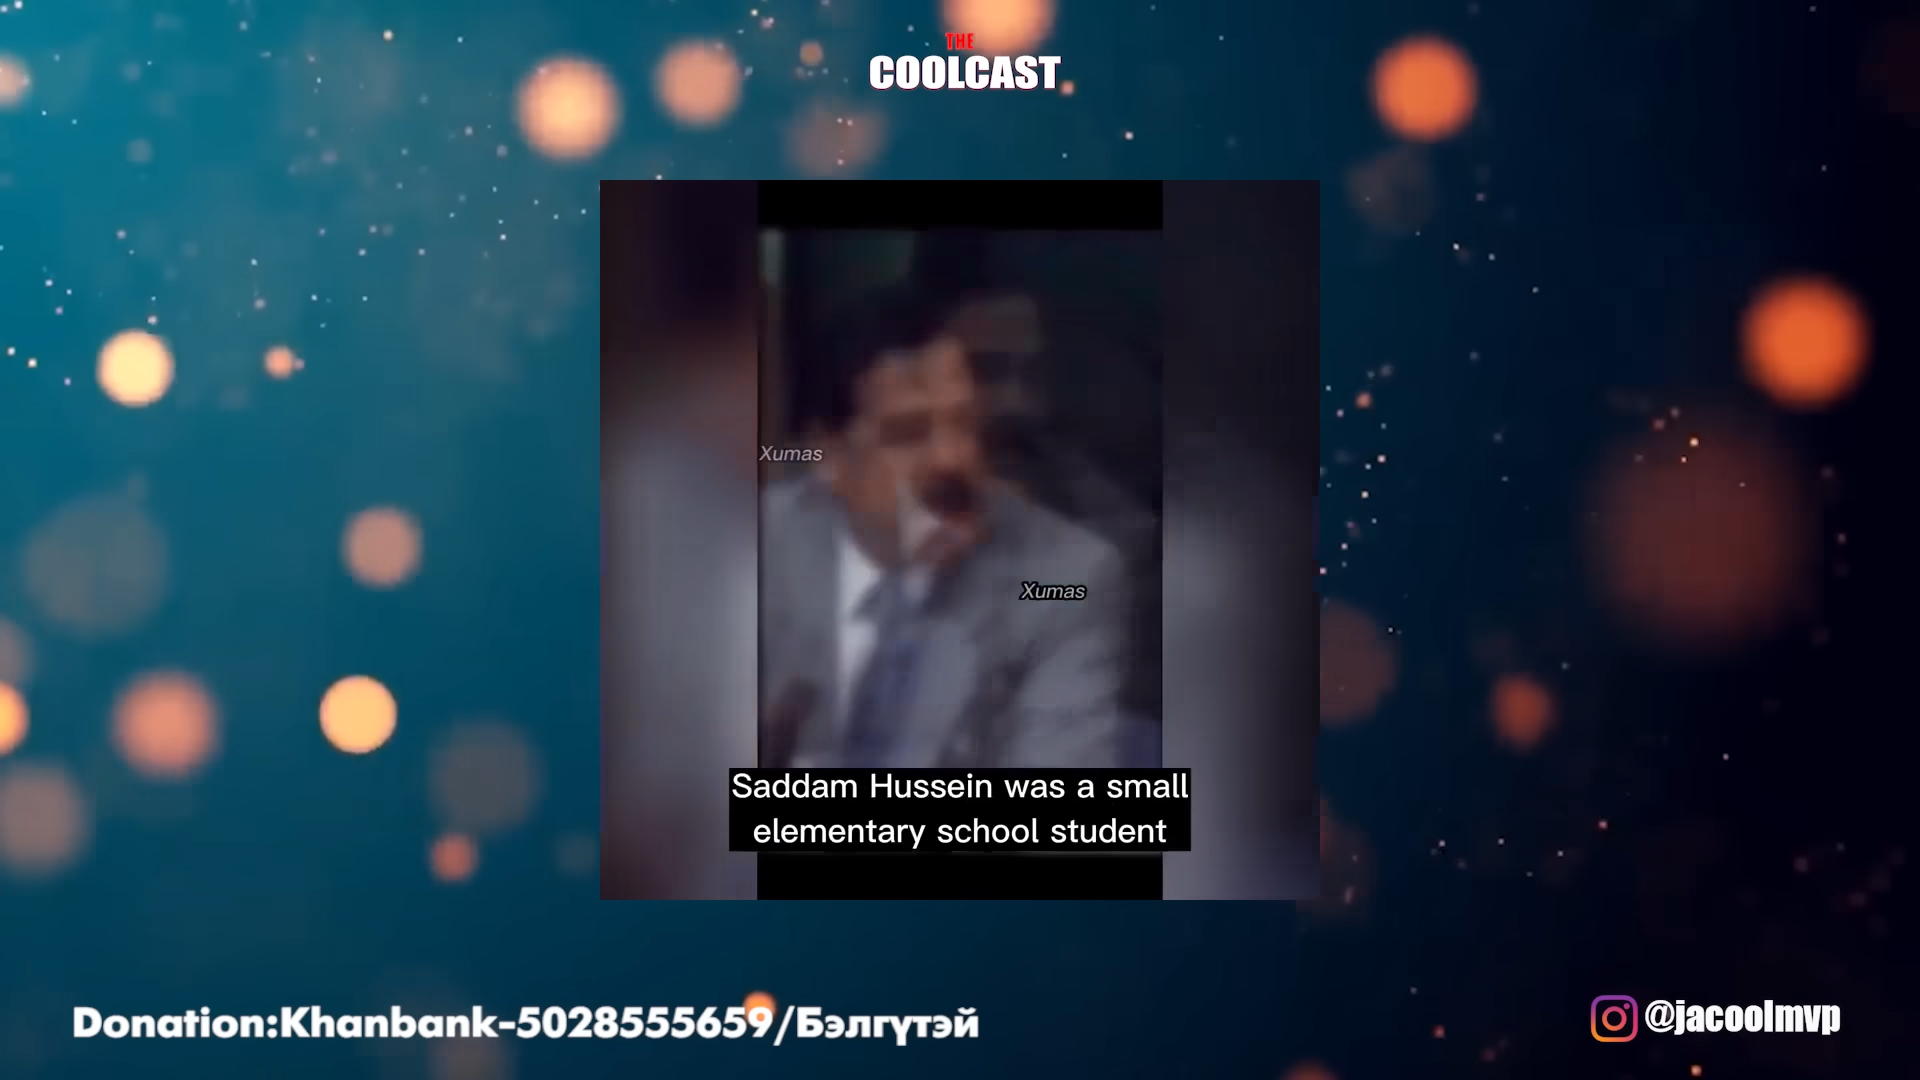 THE
COOLCAST
Xumas
Xumas
Saddam Hussein was a small
elementary school student
Donation:Khanbank-5028555659/Бэлгүтэй
@jacoolmvp